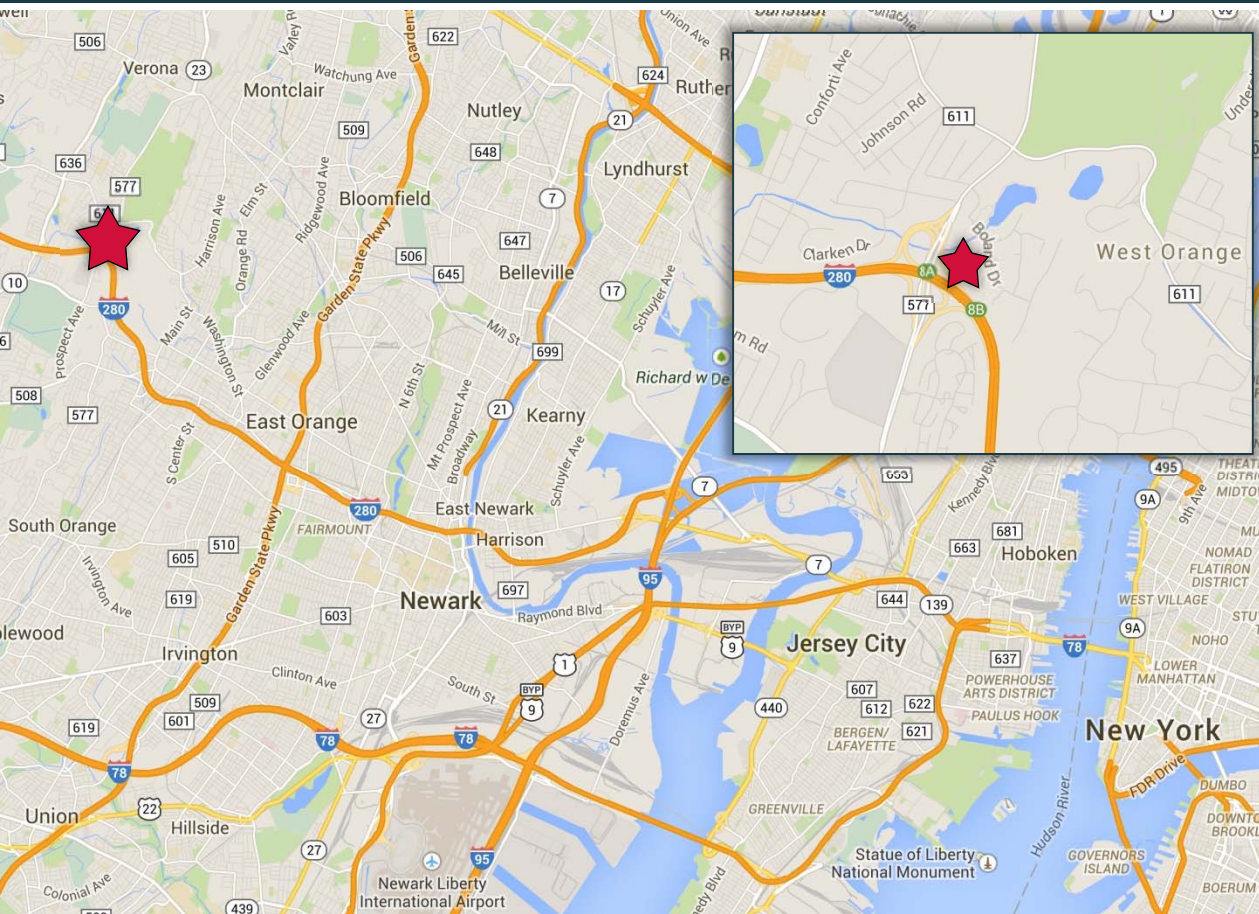 506
Verona
23
Montclair
Watchung Ave
622
624
Nutley
21
509
648
Lyndhurst
636
577
Harrison Ave
Elm St
Orange Rd
Ridgewood Ave
Bloomfield
7
647
506
645
Belleville
10
280
Garden State Pkwy
17
Schuyler Ave
Mill St
699
Prospect Ave
Main St
Washington St
Glenwood Ave
N 6th St
Mt Prospect Ave
Broadway
508
577
21
Kearny
Schuyler Ave
East Orange
S Center St
280
FAIRMOUNT
East Newark
Harrison
7
South Orange
605
510
Garden State Pkwy
Irvington Ave
619
603
697
Newark
Raymond Blvd
95
7
644
139
663
681
Hoboken
495
9A
9th Ave
NOMAD
FLATIRON
DISTRICT
WEST VILLAGE
9A
NOHO
78
LOWER
MANHATTAN
BYP
9
Jersey City
637
POWERHOUSE
ARTS DISTRICT
PAULUS HOOK
Irvington
Clinton Ave
South St
1
BYP
9
Doremus Ave
440
607
612
622
621
BERGEN/
LAFAYETTE
509
601
619
27
78
78
78
New York
FDR Drive
DUMBO
Union
22
Hillside
27
Colonial Ave
439
95
Newark Liberty
International Airport
GREENVILLE
Hudson River
Statue of Liberty
National Monument
GOVERNORS
ISLAND
BOERUM
Conforti Ave
Johnson Rd
611
Clarken Dr
280
8A
577
8B
Boland Dr
West Orange
611